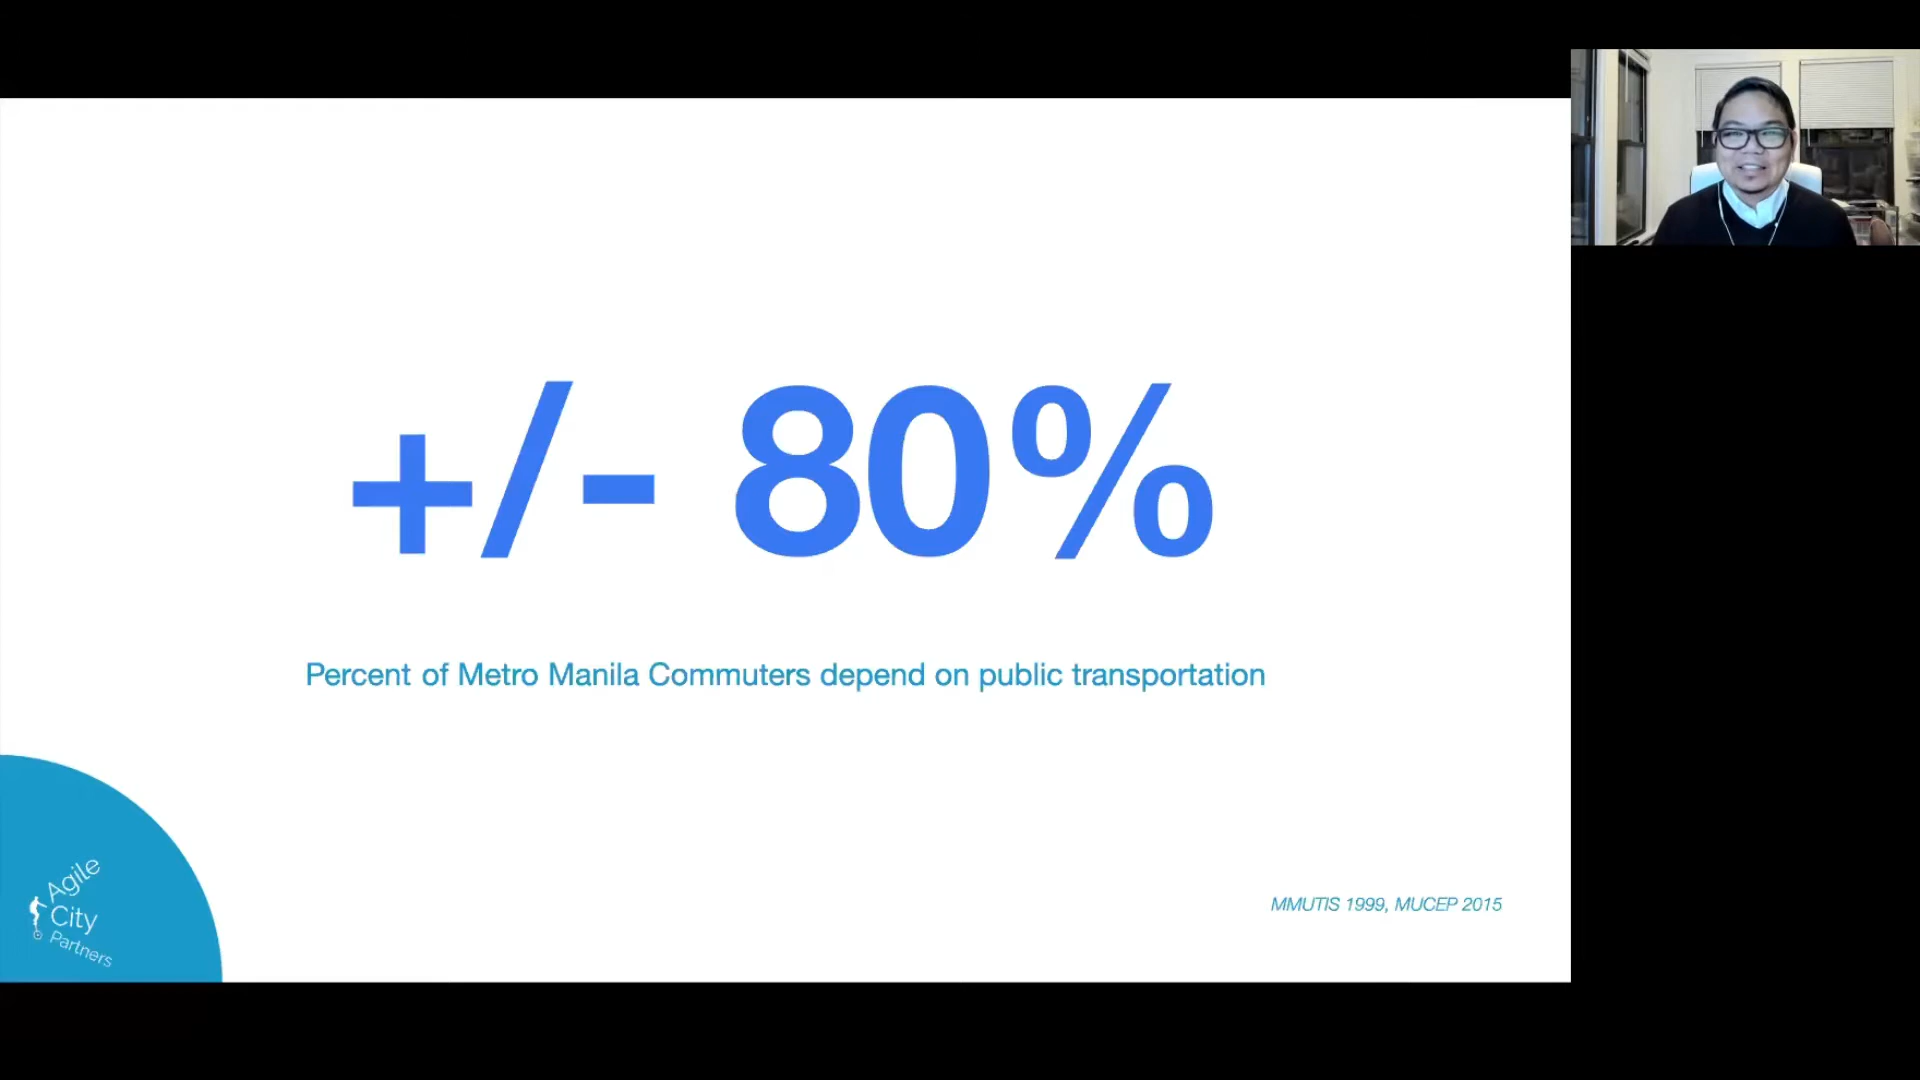 +/- 80%
Percent of Metro Manila Commuters depend on public transportation
MMUTIS 1999, MUCEP 2015
Agile
City
Partners